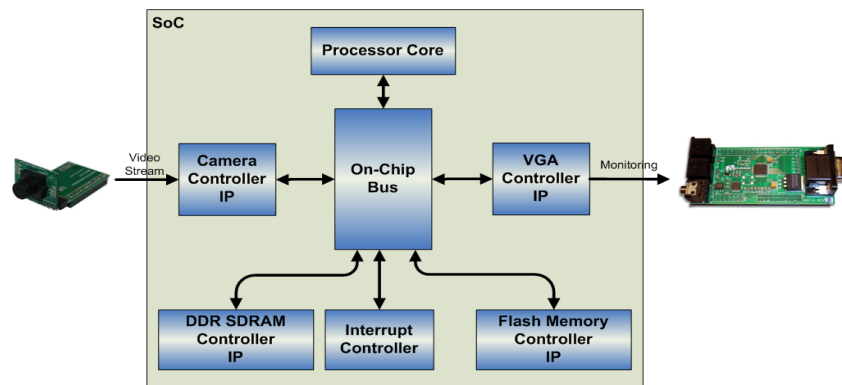 SoC
Processor Core
Video
Stream
Camera
Controller
IP
On-Chip
Bus
VGA
Controller
IP
Monitoring
DDR SDRAM
Controller
IP
Interrupt
Controller
Flash Memory
Controller
IP